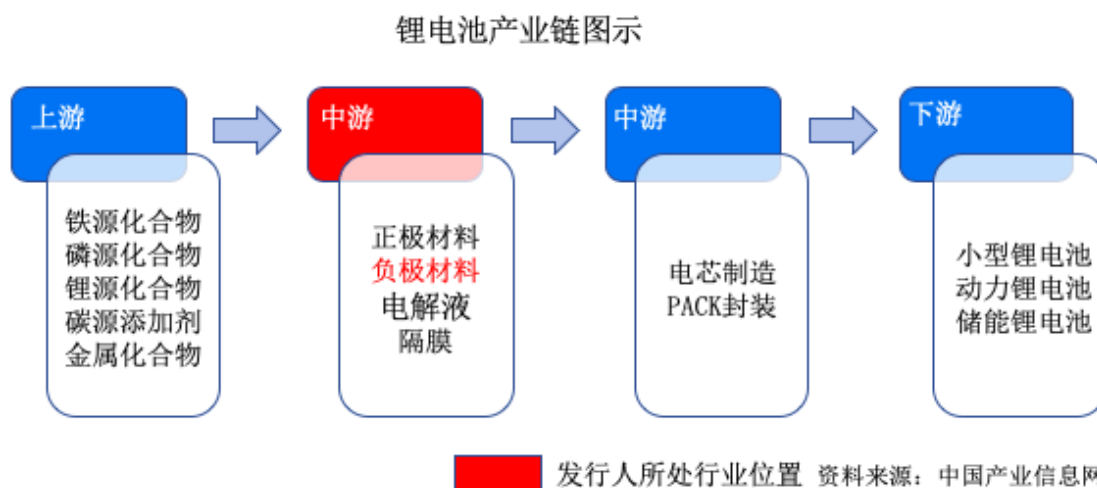 锂电池产业链图示
上游
铁源化合物
磷源化合物
锂源化合物
碳源添加剂
金属化合物
中游
正极材料
负极材料
电解液
隔膜
中游
电芯制造
PACK封装
下游
小型锂电池
动力锂电池
储能锂电池
发行人所处行业位置 资料来源：中国产业信息网